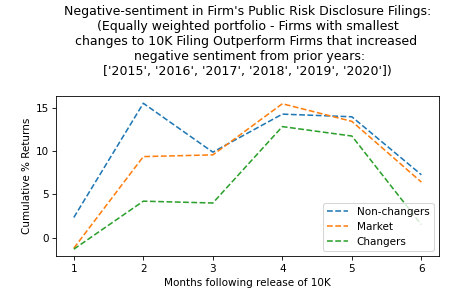 Negative-sentiment in Firm's Public Risk Disclosure Filings:
(Equally weighted portfolio - Firms with smallest
changes to 10K Filing Outperform Firms that increased
negative sentiment from prior years:
['2015', '2016', '2017', '2018', '2019', '2020'])
15
10
5
0
Cumulative % Returns
Non-changers
Market
Changers
1 2 3 4 5 6
Months following release of 10K